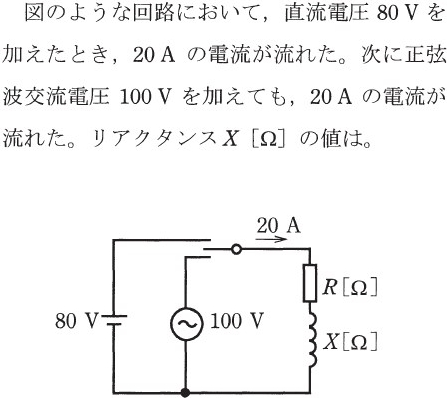 図のような回路において，直流電圧 80 V を
加えたとき，20 A の電流が流れた。次に正弦
波交流電圧 100 V を加えても，20 A の電流が
流れた。リアクタンスX［Ω］の値は。
20 A
R[Ω]
80 V
100 V
X[Ω]